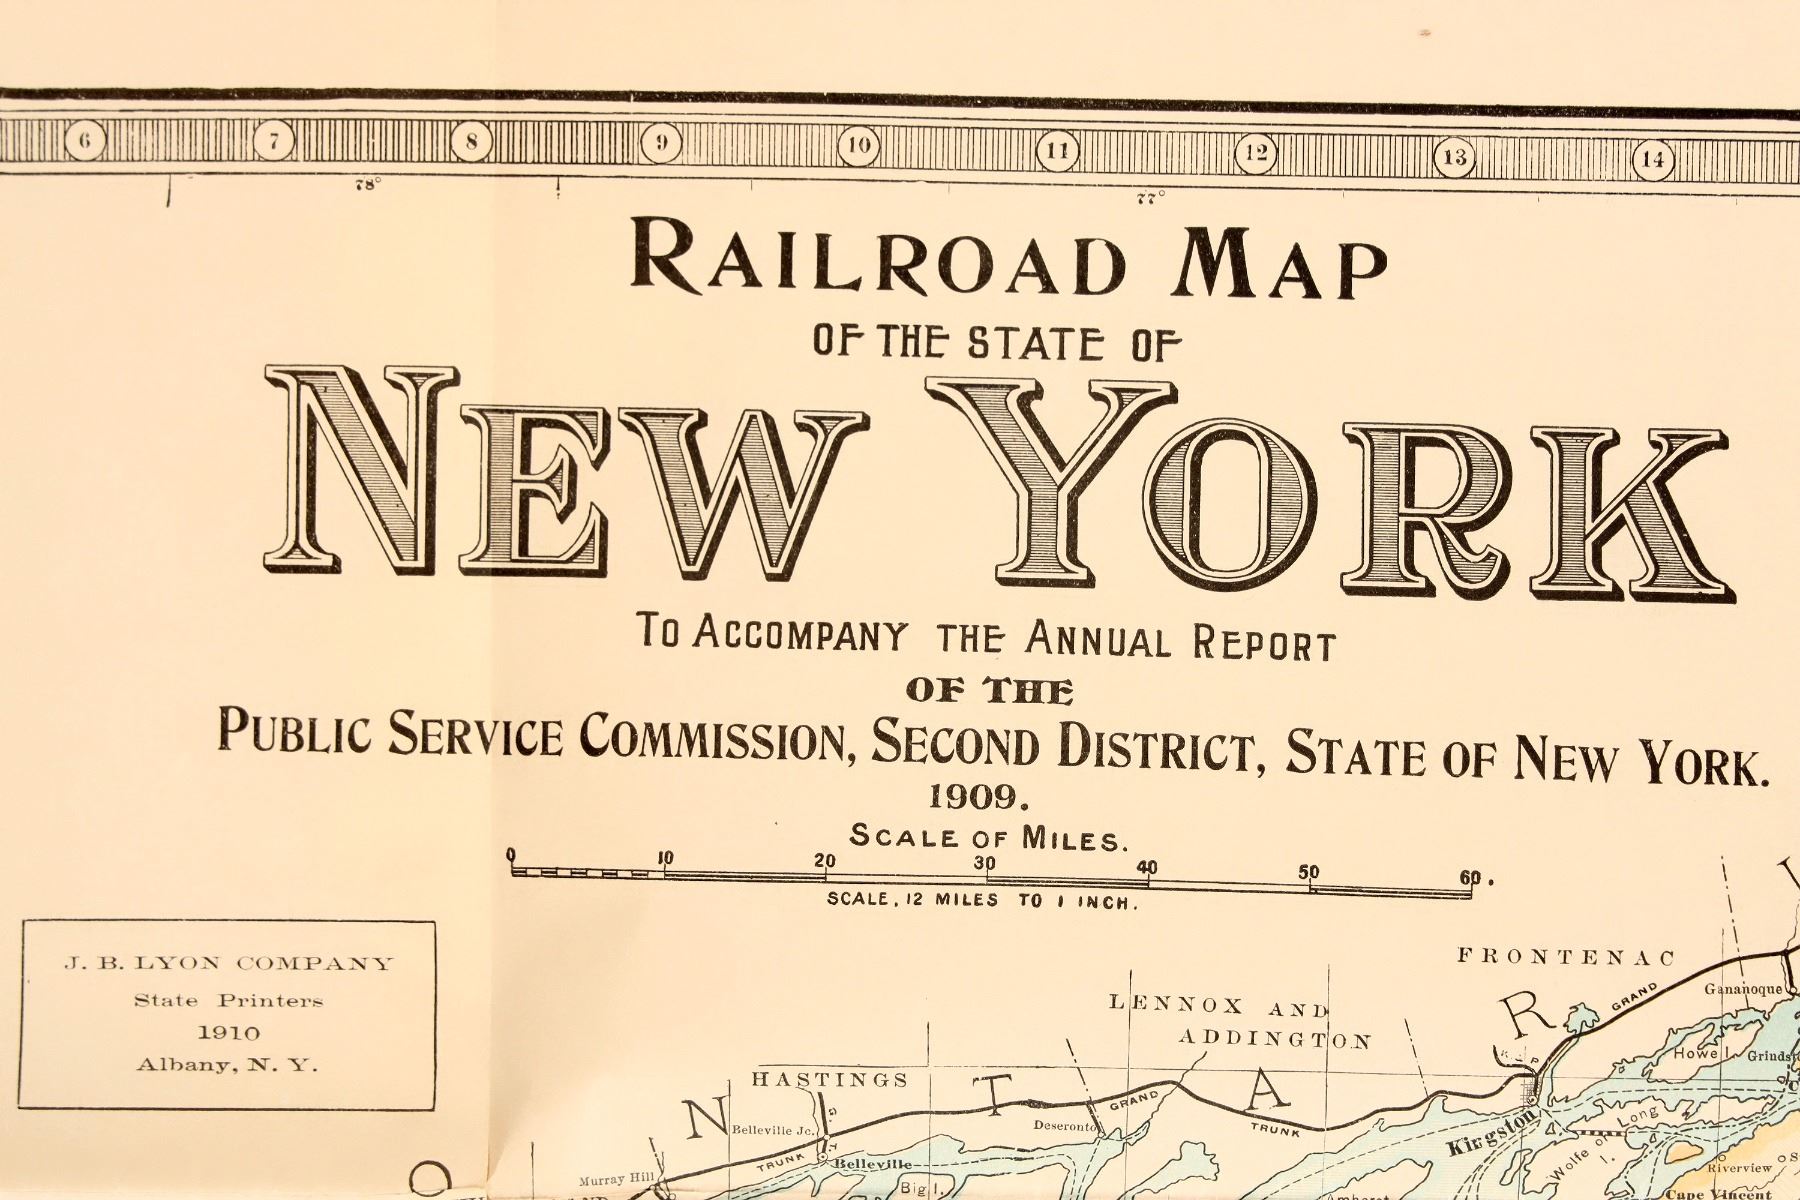 6 7 8 9 10 11 12 13 14
78° 77°
RAILROAD MAP
OF THE STATE OF
NEW YORK
TO ACCOMPANY THE ANNUAL REPORT
OF THE
PUBLIC SERVICE COMMISSION, SECOND DISTRICT, STATE OF NEW YORK.
1909.
SCALE OF MILES.
0 10 20 30 40 50 60.
SCALE, 12 MILES TO 1 INCH.
J. B. LYON COMPANY
State Printers
1910
Albany, N. Y.
FRONTENAC
LENNOX AND
ADDINGTON
HASTINGS
O N T A R
GRAND
Gananoque
Howe I.
GRAND
TRUNK
Deseronto
Belleville Jc.
G. T.
TRUNK
Belleville
Murray Hill
Big I.
Kingston
Long
Wolfe or
I.
Riverview
Cape Vincent